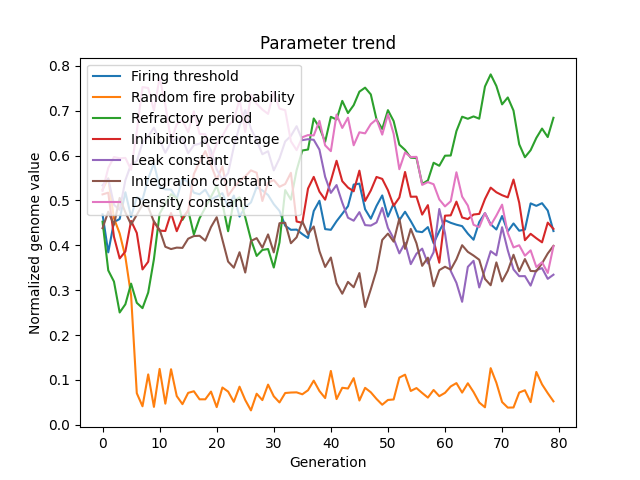 Parameter trend
Firing threshold
Random fire probability
Refractory period
Inhibition percentage
Leak constant
Integration constant
Density constant
Normalized genome value
0.8
0.7
0.6
0.5
0.4
0.3
0.2
0.1
0.0
0 10 20 30 40 50 60 70 80
Generation